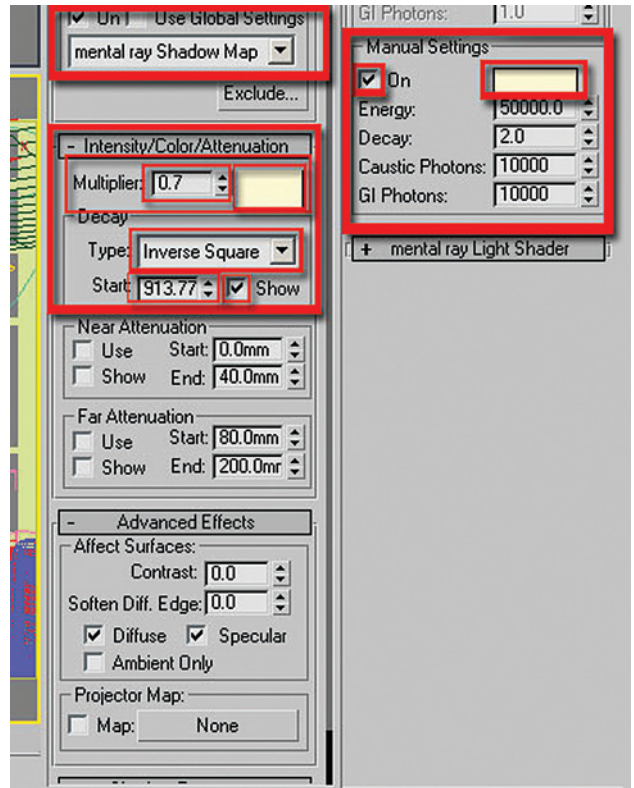 On Use Global Settings
mental ray Shadow Map
Exclude...
- Intensity/Color/Attenuation
Multiplier: 0.7
Decay
Type: Inverse Square
Start: 913.77 Show
Near Attenuation
Use Start: 0.0mm
Show End: 40.0mm
Far Attenuation
Use Start: 80.0mm
Show End: 200.0mr
- Advanced Effects
Affect Surfaces:
Contrast: 0.0
Soften Diff. Edge: 0.0
Diffuse Specular
Ambient Only
Projector Map:
Map: None
GI Photons: 1.0
Manual Settings
On
Energy: 50000.0
Decay: 2.0
Caustic Photons: 10000
GI Photons: 10000
+ mental ray Light Shader